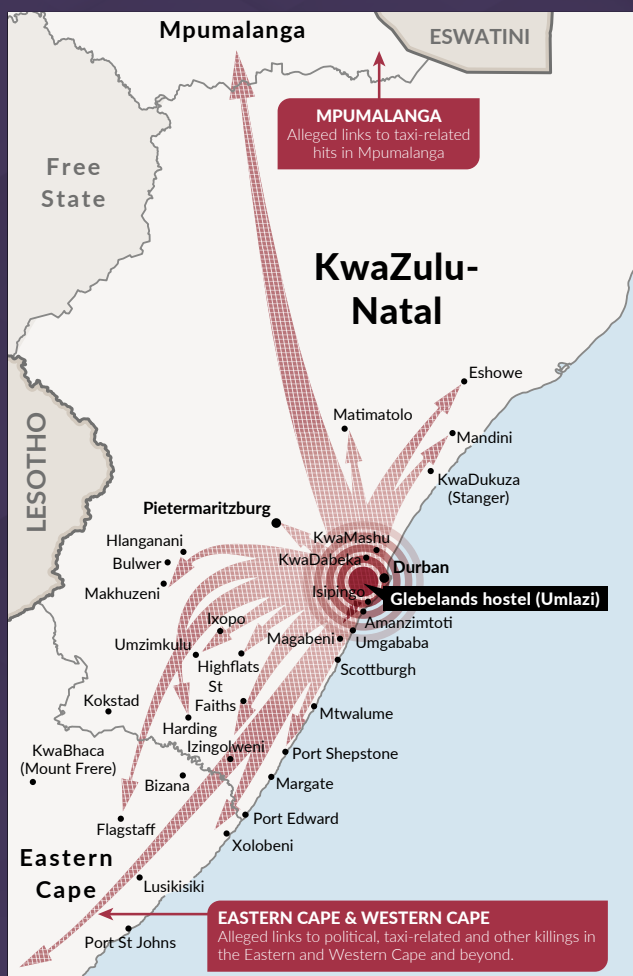 Mpumalanga
ESWATINI
MPUMALANGA
Alleged links to taxi-related
hits in Mpumalanga
Free
State
KwaZulu-
Natal
LESOTHO
Eshowe
Matimatolo
Mandini
KwaDukuza
(Stanger)
Pietermaritzburg
KwaMashu
Hlanganani
KwaDabeka
Bulwer
Durban
Makhuzeni
Isipingo
Glebelands hostel (Umlazi)
Ixopo
Amanzimtoti
Umzimkulu
Magabeni
Umgababa
Highflats
Scottburgh
St
Faiths
Kokstad
Mtwalume
Harding
Izingolweni
KwaBhaca
(Mount Frere)
Port Shepstone
Bizana
Margate
Flagstaff
Port Edward
Xolobeni
Eastern
Cape
Lusikisiki
EASTERN CAPE & WESTERN CAPE
Alleged links to political, taxi-related and other killings in
the Eastern and Western Cape and beyond.
Port St Johns